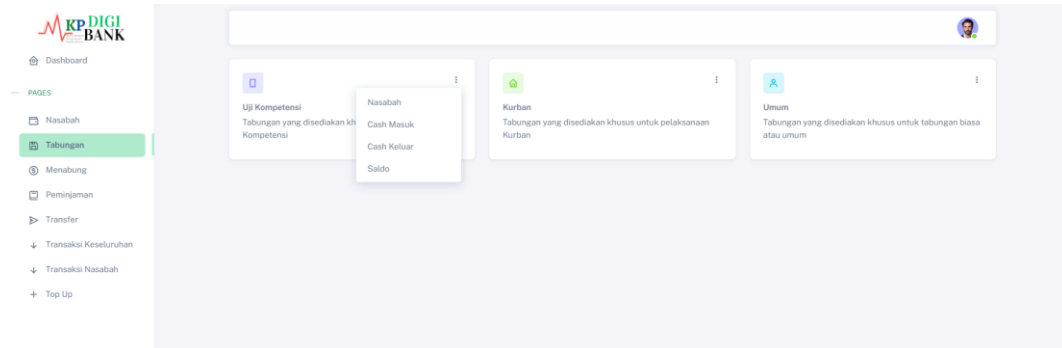 KP DIGI
BANK
Dashboard
PAGES
Nasabah
Tabungan
Menabung
Peminjaman
Transfer
Transaksi Keseluruhan
Transaksi Nasabah
Top Up
Uji Kompetensi
Tabungan yang disediakan kh
Kompetensi
Nasabah
Cash Masuk
Cash Keluar
Saldo
Kurban
Tabungan yang disediakan khusus untuk pelaksanaan
Kurban
Umum
Tabungan yang disediakan khusus untuk tabungan biasa
atau umum